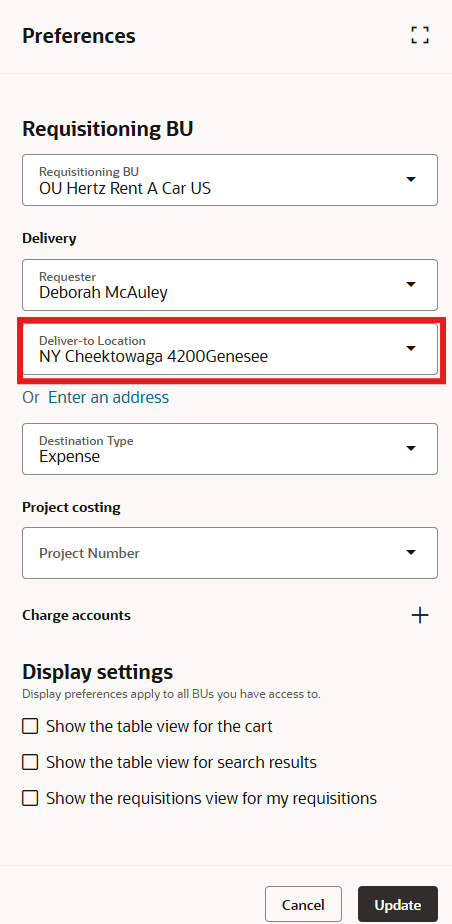 Preferences
Requisitioning BU
Requisitioning BU
OU Hertz Rent A Car US
Delivery
Requester
Deborah McAuley
Deliver-to Location
NY Cheektowaga 4200Genesee
Or Enter an address
Destination Type
Expense
Project costing
Project Number
Charge accounts
Display settings
Display preferences apply to all BUs you have access to.
Show the table view for the cart
Show the table view for search results
Show the requisitions view for my requisitions
Cancel Update